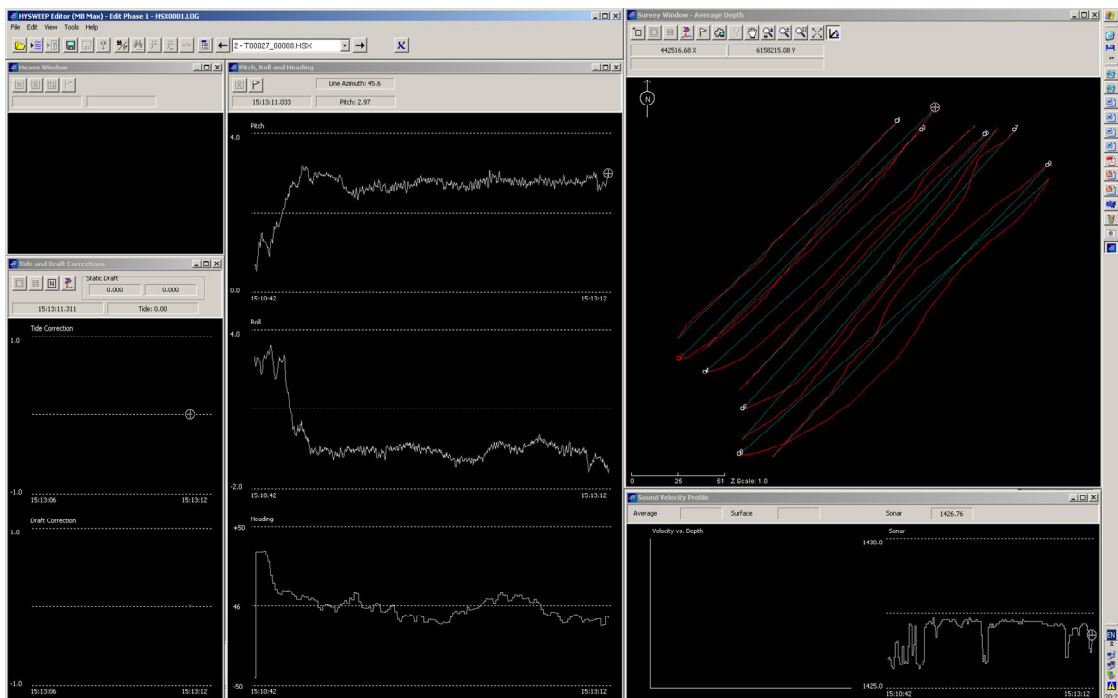 HYSWEEP Editor (MB Max) - Edit Phase 1 - HSX0001.LOG
File Edit View Tools Help
2 - T00027_00000.HSX
Heave Window
Pitch, Roll and Heading
Line Azimuth: 45.6
15:13:11.033 Pitch: 2.97
Pitch
4.0
0.0
15:10:42 15:13:12
Roll
4.0
-2.0
15:10:42 15:13:12
Heading
+50
46
-50
15:10:42 15:13:12
Tide and Draft Corrections
Static Draft
0.000 0.000
15:13:11.311 Tide: 0.00
Tide Correction
1.0
-1.0
15:13:06 15:13:12
Draft Correction
1.0
-1.0
15:13:06 15:13:12
Survey Window - Average Depth
442516.68 X 6158215.08 Y
N
0 26 51 Z Scale: 1.0
Sound Velocity Profile
Average Surface Sonar 1426.76
Velocity vs. Depth
Sonar
1430.0
1425.0
15:10:42 15:13:12
EN